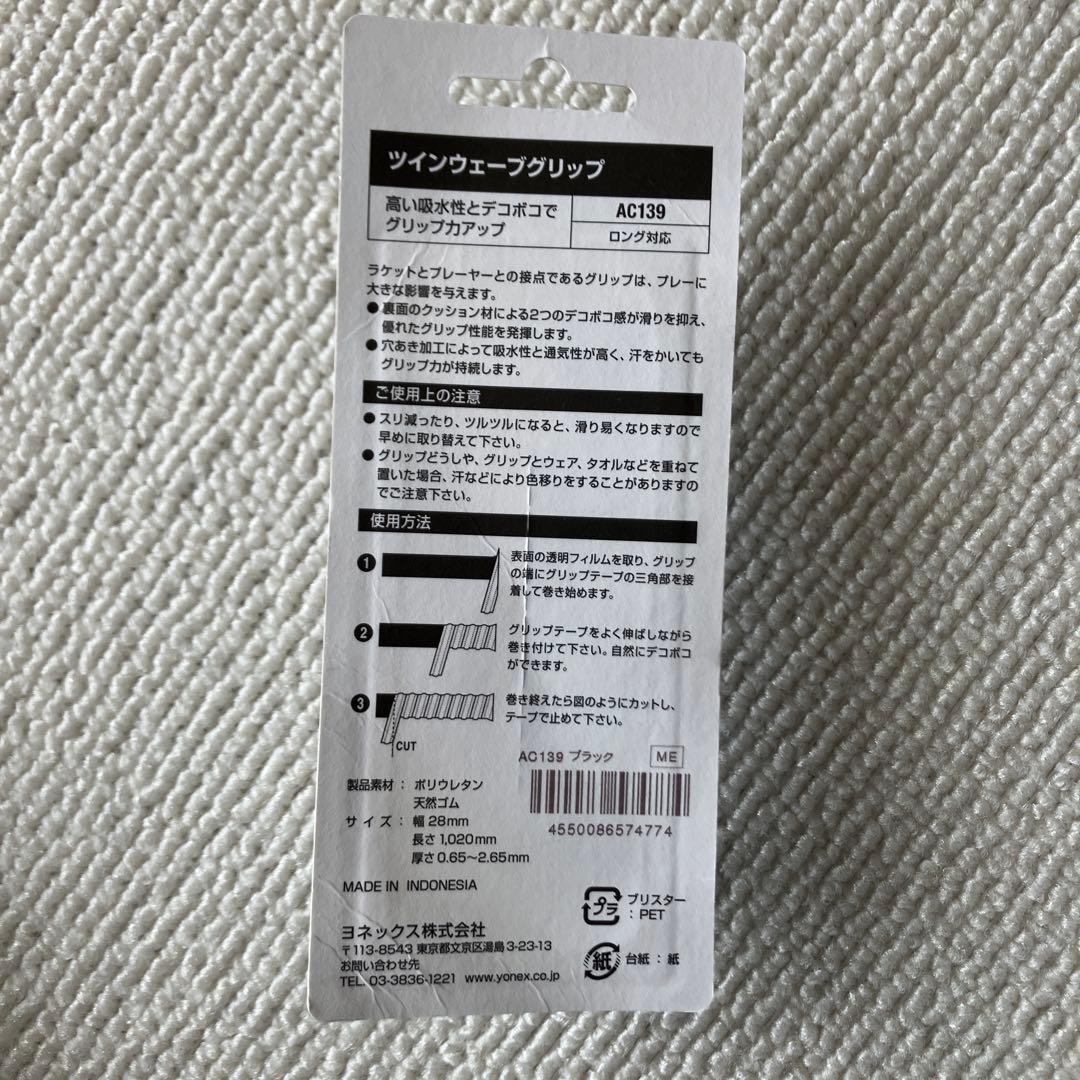 ツインウェーブグリップ
高い吸水性とデコボコで
グリップ力アップ
AC139
ロング対応
ラケットとプレーヤーとの接点であるグリップは、プレーに
大きな影響を与えます。
●裏面のクッション材による2つのデコボコ感が滑りを抑え、
優れたグリップ性能を発揮します。
●穴あき加工によって吸水性と通気性が高く、汗をかいても
グリップ力が持続します。
ご使用上の注意
●スリ減ったり、ツルツルになると、滑り易くなりますので
早めに取り替えて下さい。
●グリップどうしや、グリップとウェア、タオルなどを重ねて
置いた場合、汗などにより色移りをすることがありますの
でご注意下さい。
使用方法
❶
表面の透明フィルムを取り、グリップ
の端にグリップテープの三角部を接
着して巻き始めます。
❷
グリップテープをよく伸ばしながら
巻き付けて下さい。自然にデコボコ
ができます。
❸
巻き終えたら図のようにカットし、
テープで止めて下さい。
CUT
AC139 ブラック ME
4550086574774
製品素材：ポリウレタン
天然ゴム
サイズ：幅28mm
長さ1,020mm
厚さ0.65〜2.65mm
MADE IN INDONESIA
ヨネックス株式会社
〒113-8543 東京都文京区湯島3-23-13
お問い合わせ先
TEL. 03-3836-1221 www.yonex.co.jp
プラ
ブリスター
：PET
紙 台紙：紙